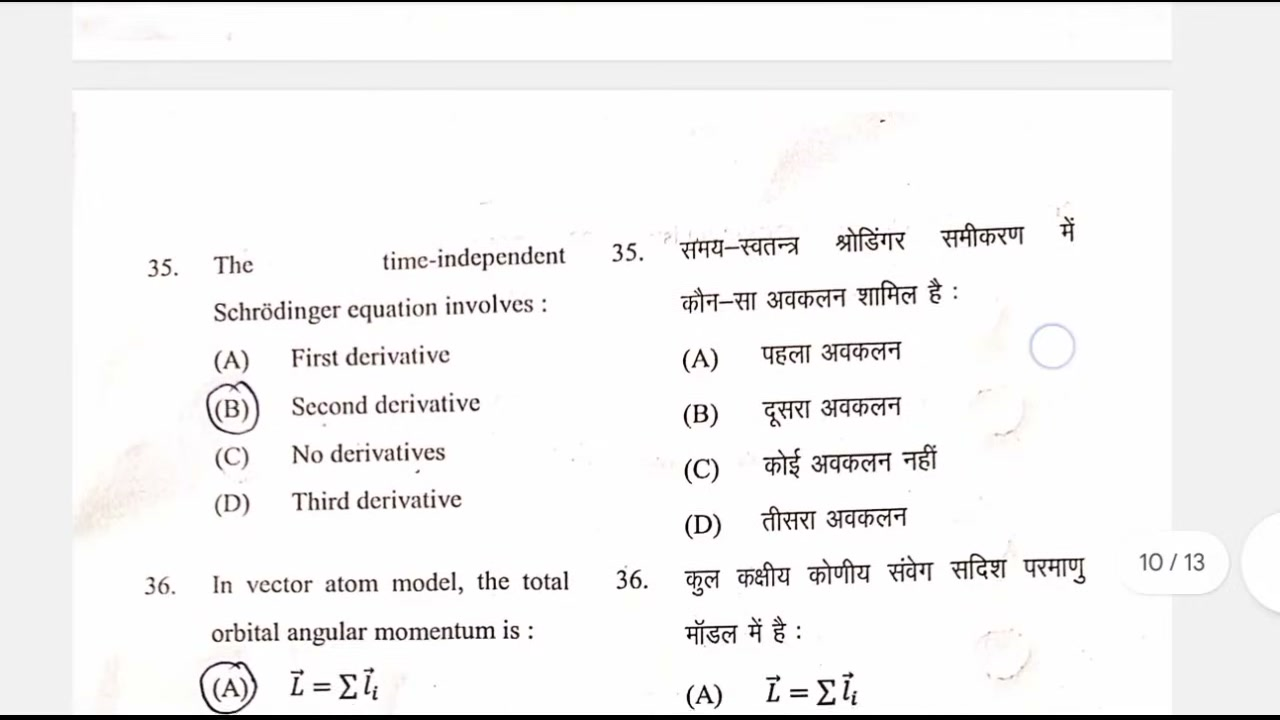 35. The time-independent
Schrödinger equation involves :
(A) First derivative
(B) Second derivative
(C) No derivatives
(D) Third derivative
36. In vector atom model, the total
orbital angular momentum is :
(A) L⃗ = ∑ l⃗ᵢ
35. समय–स्वतन्त्र श्रोडिंगर समीकरण में
कौन–सा अवकलन शामिल है :
(A) पहला अवकलन
(B) दूसरा अवकलन
(C) कोई अवकलन नहीं
(D) तीसरा अवकलन
36. कुल कक्षीय कोणीय संवेग सदिश परमाणु
मॉडल में है :
(A) L⃗ = ∑ l⃗ᵢ
10 / 13